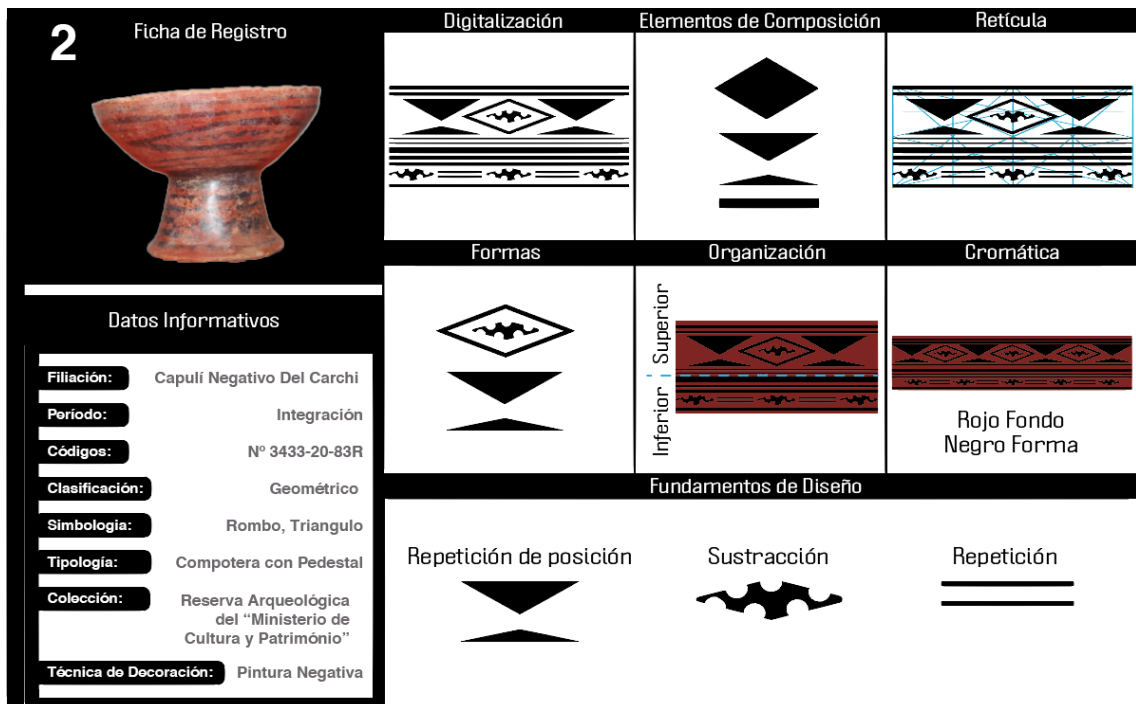 2
Ficha de Registro
Datos Informativos
Filiación: Capulí Negativo Del Carchi
Período: Integración
Códigos: Nº 3433-20-83R
Clasificación: Geométrico
Simbologia: Rombo, Triangulo
Tipología: Compotera con Pedestal
Colección: Reserva Arqueológica
del “Ministerio de
Cultura y Património”
Técnica de Decoración: Pintura Negativa
Digitalización
Elementos de Composición
Retícula
Formas
Organización
Superior
Inferior
Cromática
Rojo Fondo
Negro Forma
Fundamentos de Diseño
Repetición de posición
Sustracción
Repetición